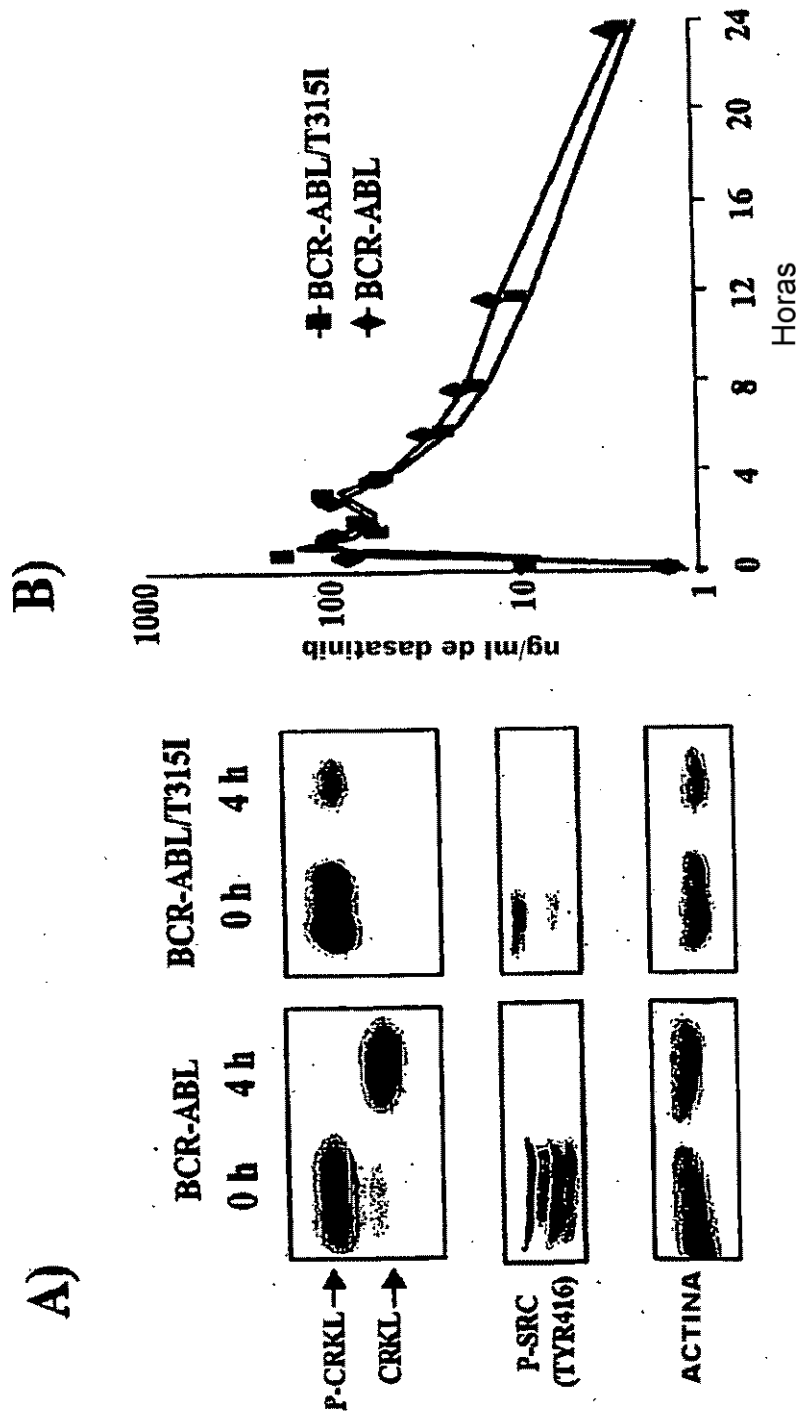 A)
BCR-ABL
BCR-ABL/T315I
0 h 4 h
0 h 4 h
P-CRKL
CRKL
P-SRC
(TYR416)
ACTINA
B)
ng/ml de dasatinib
1000
100
10
1
BCR-ABL/T315I
BCR-ABL
0 4 8 12 16 20 24
Horas